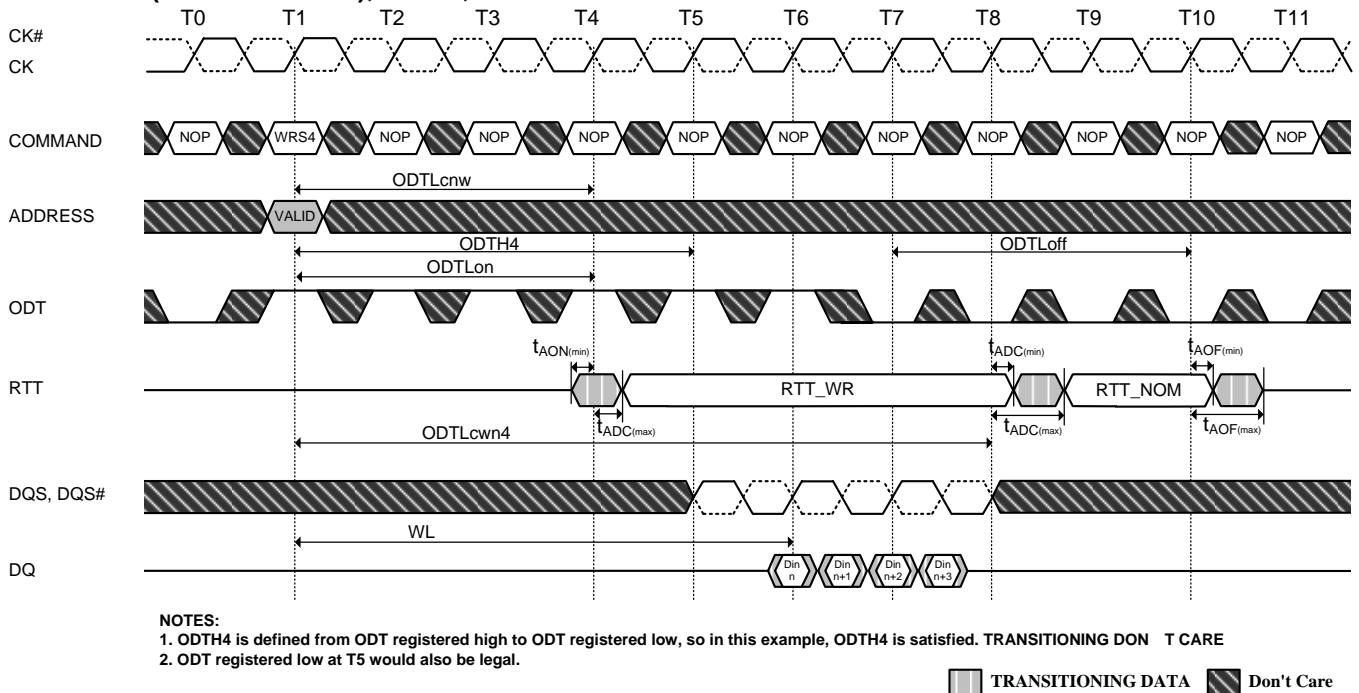 T0 T1 T2 T3 T4 T5 T6 T7 T8 T9 T10 T11
CK#
CK
COMMAND NOP WRS4 NOP NOP NOP NOP NOP NOP NOP NOP NOP NOP
ODTLcnw
ADDRESS VALID
ODTH4 ODTLoff
ODTLon
ODT
tAON(min) tADC(min) tAOF(min)
RTT RTT_WR RTT_NOM
tADC(max) tADC(max) tAOF(max)
ODTLcwn4
DQS, DQS#
WL
DQ Din n Din n+1 Din n+2 Din n+3
NOTES:
1. ODTH4 is defined from ODT registered high to ODT registered low, so in this example, ODTH4 is satisfied. TRANSITIONING DON T CARE
2. ODT registered low at T5 would also be legal.
TRANSITIONING DATA Don't Care